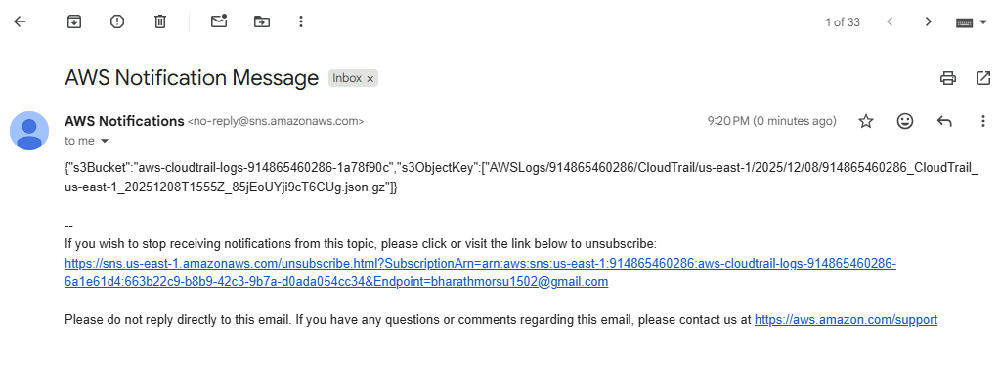 1 of 33
AWS Notification Message Inbox ×
AWS Notifications <no-reply@sns.amazonaws.com>
9:20 PM (0 minutes ago)
to me
{"s3Bucket":"aws-cloudtrail-logs-914865460286-1a78f90c","s3ObjectKey":["AWSLogs/914865460286/CloudTrail/us-east-1/2025/12/08/914865460286_CloudTrail_
us-east-1_20251208T1555Z_85jEoUYji9cT6CUg.json.gz"]}
--
If you wish to stop receiving notifications from this topic, please click or visit the link below to unsubscribe:
https://sns.us-east-1.amazonaws.com/unsubscribe.html?SubscriptionArn=arn:aws:sns:us-east-1:914865460286:aws-cloudtrail-logs-914865460286-
6a1e61d4:663b22c9-b8b9-42c3-9b7a-d0ada054cc34&Endpoint=bharathmorsu1502@gmail.com
Please do not reply directly to this email. If you have any questions or comments regarding this email, please contact us at https://aws.amazon.com/support